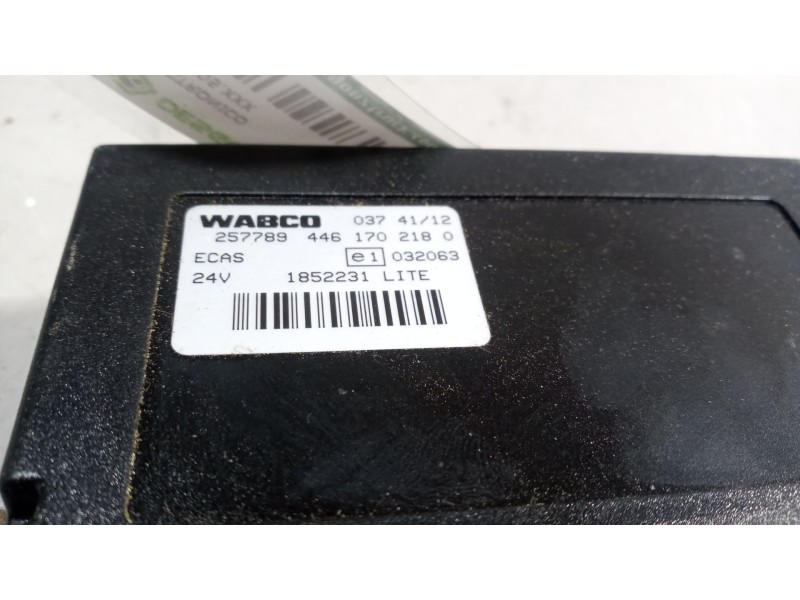 WABCO 037 41/12
257789 446 170 218 0
ECAS e1 032063
24V 1852231 LITE